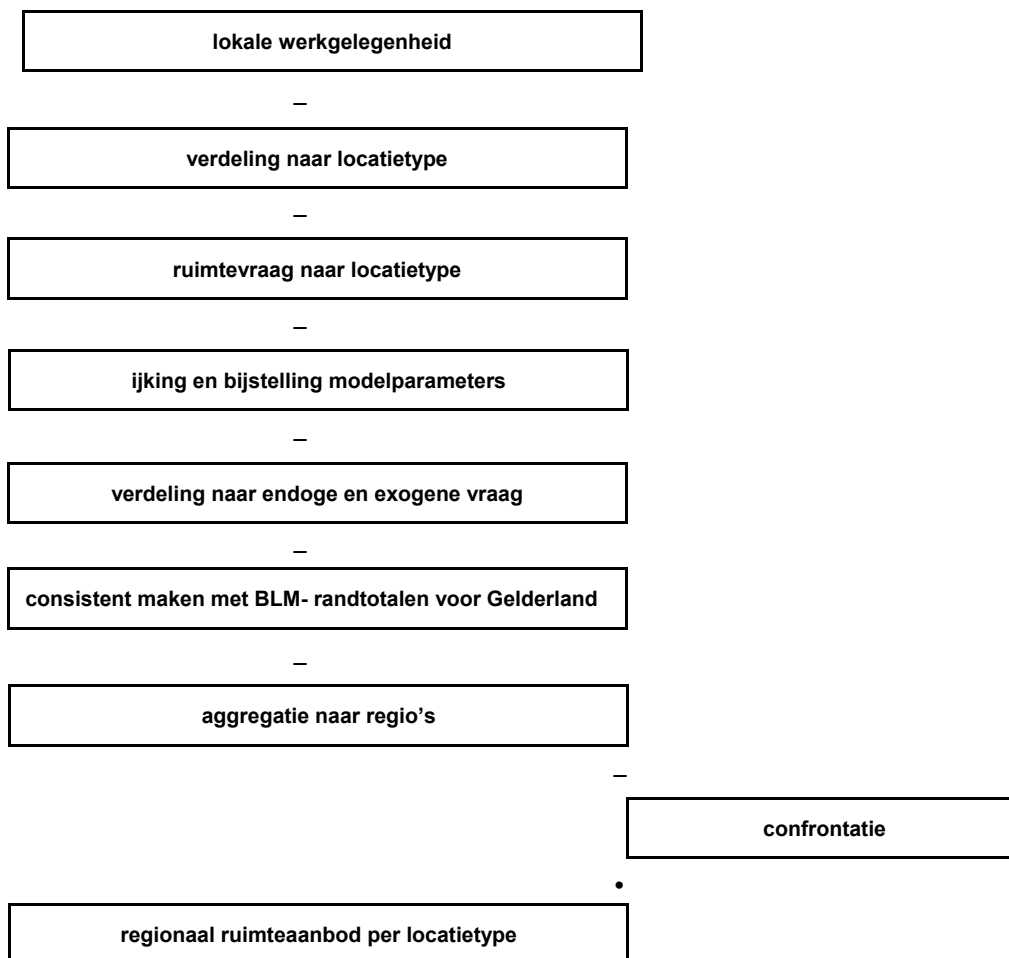 lokale werkgelegenheid
–
verdeling naar locatietype
–
ruimtevraag naar locatietype
–
ijking en bijstelling modelparameters
–
verdeling naar endoge en exogene vraag
–
consistent maken met BLM- randtotalen voor Gelderland
–
aggregatie naar regio's
–
confrontatie
•
regionaal ruimteaanbod per locatietype